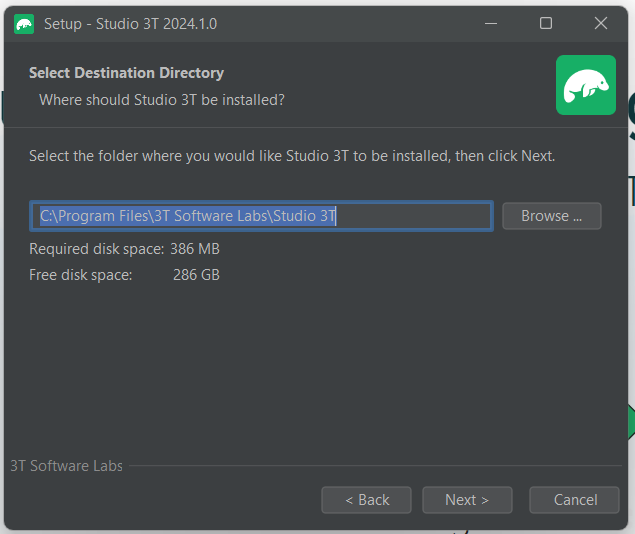 Setup - Studio 3T 2024.1.0
Select Destination Directory
Where should Studio 3T be installed?
Select the folder where you would like Studio 3T to be installed, then click Next.
C:\Program Files\3T Software Labs\Studio 3T
Browse ...
Required disk space: 386 MB
Free disk space: 286 GB
3T Software Labs
< Back
Next >
Cancel